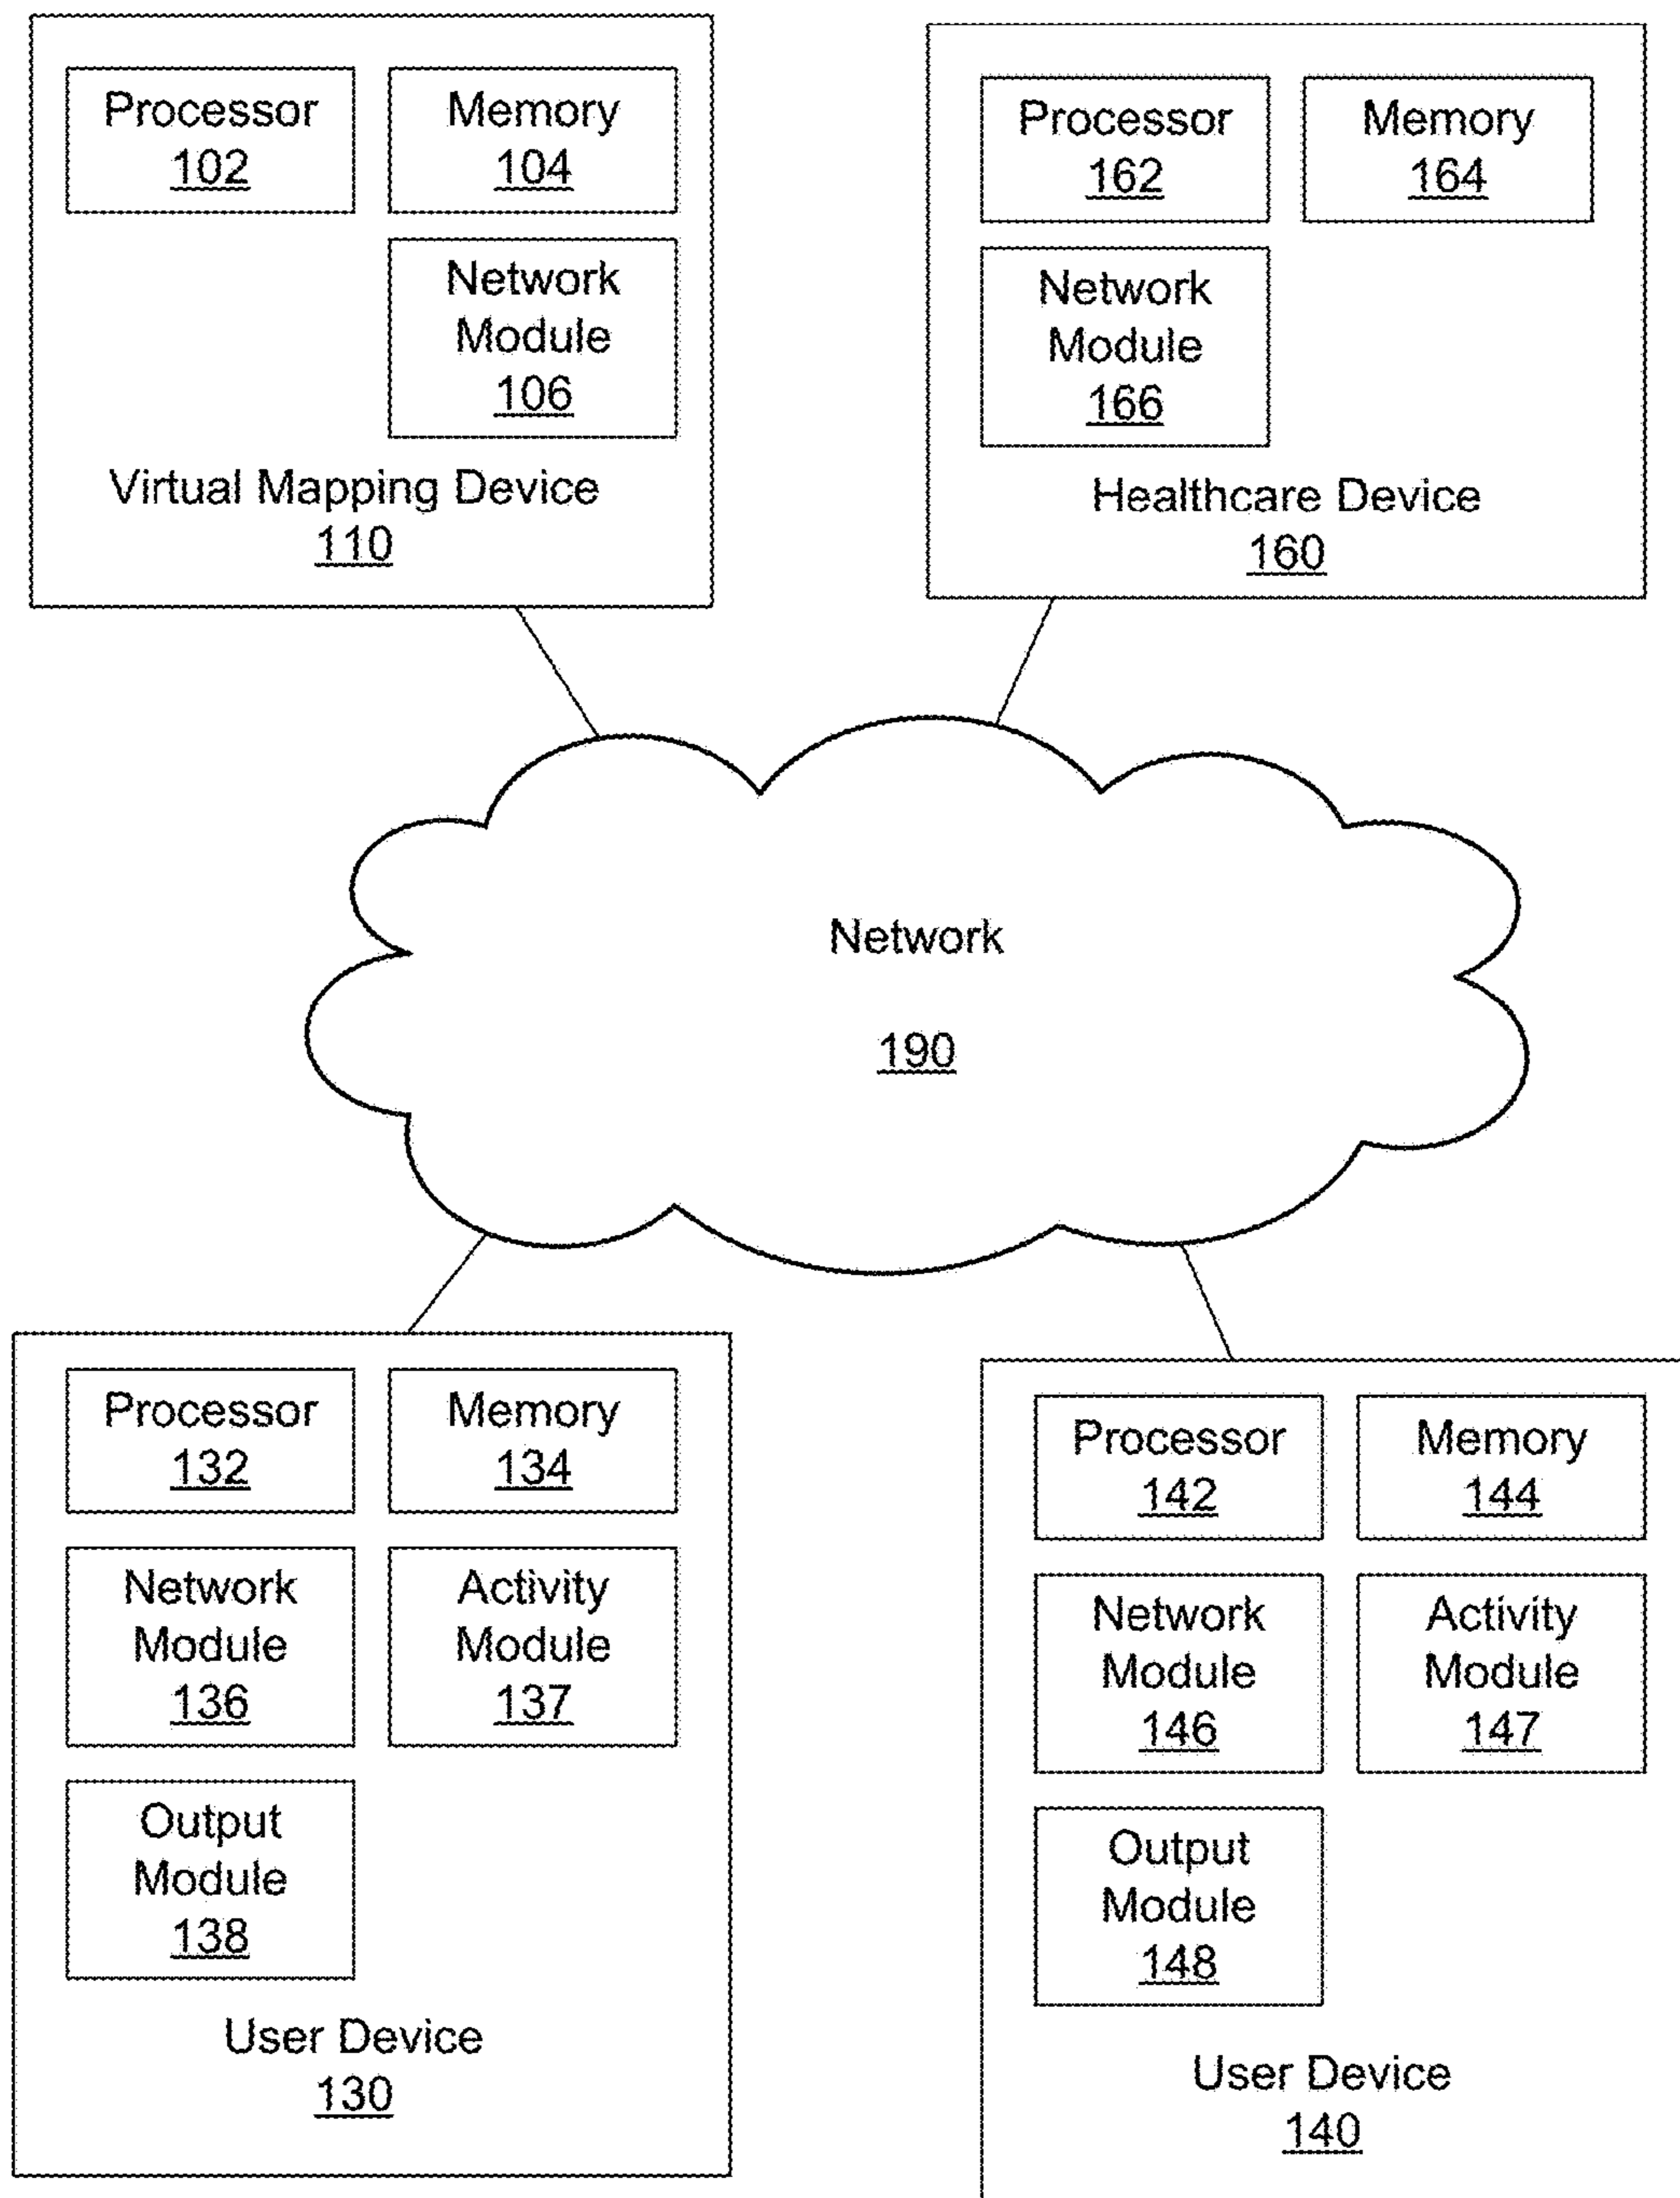 Processor
102
Memory
104
Network
Module
106
Virtual Mapping Device
110
Processor
162
Memory
164
Network
Module
166
Healthcare Device
160
Network
190
Processor
132
Memory
134
Network
Module
136
Activity
Module
137
Output
Module
138
User Device
130
Processor
142
Memory
144
Network
Module
146
Activity
Module
147
Output
Module
148
User Device
140